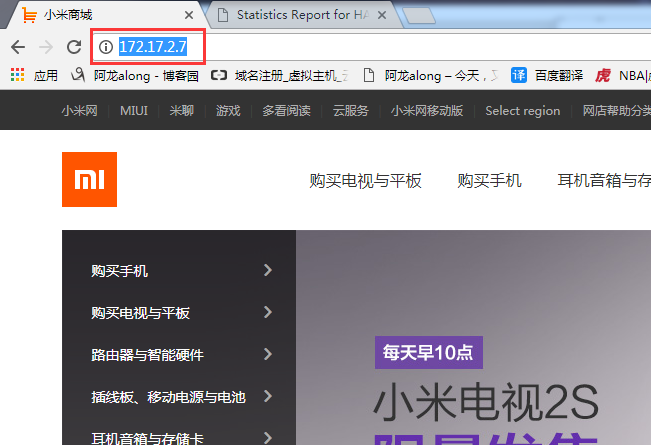 小米商城
Statistics Report for HA
172.17.2.7
应用 阿龙along - 博客园 域名注册_虚拟主机_ 阿龙along – 今天，又 译 百度翻译 虎 NBA|
小米网 MIUI 米聊 游戏 多看阅读 云服务 小米网移动版 Select region 网店帮助分类
mi 购买电视与平板 购买手机 耳机音箱与存
购买手机
购买电视与平板
每天早10点
路由器与智能硬件
小米电视2S
插线板、移动电源与电池
耳机音箱与存储卡